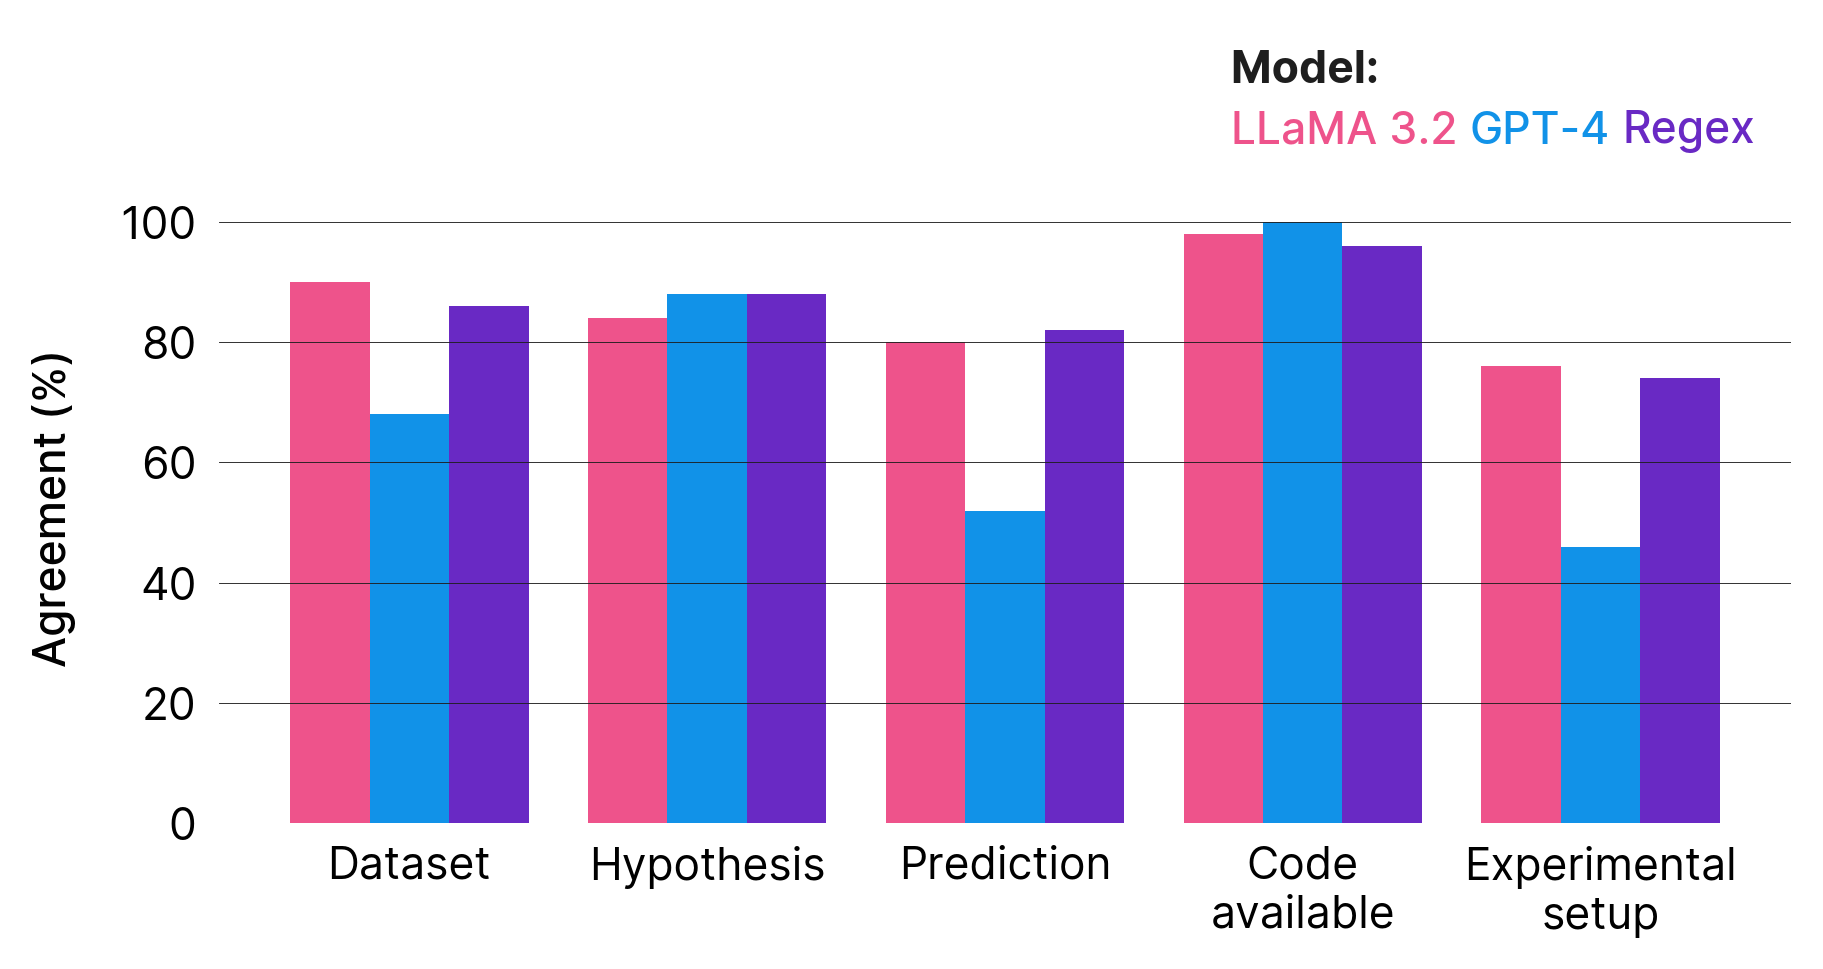 Model:
LLaMA 3.2 GPT-4 Regex
100
80
60
40
20
0
Agreement (%)
Dataset
Hypothesis
Prediction
Code
available
Experimental
setup